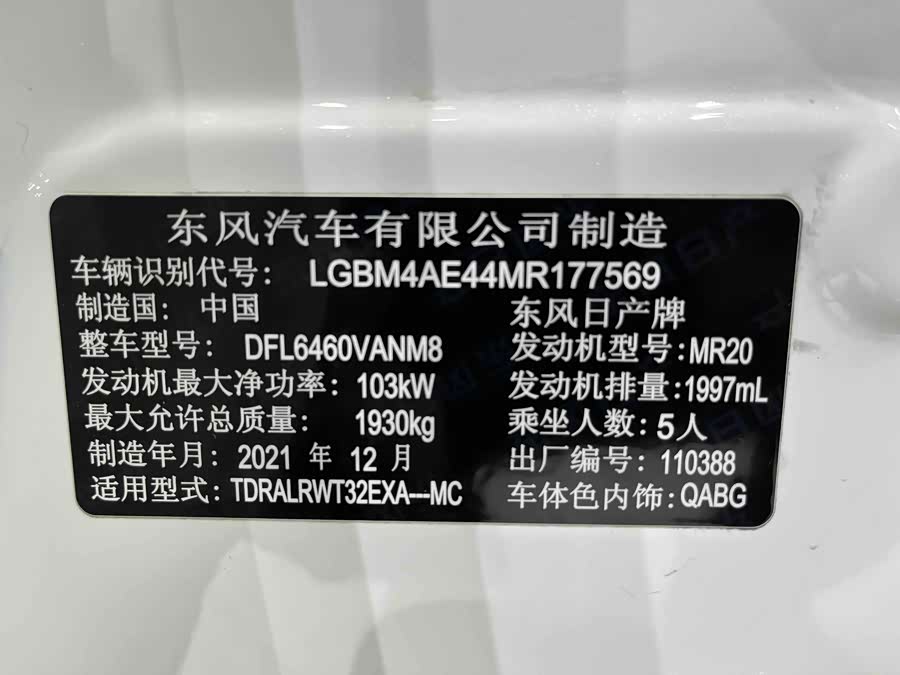 东风汽车有限公司制造
车辆识别代号: LGBM4AE44MR177569
制造国: 中国 东风日产牌
整车型号: DFL6460VANM8 发动机型号:MR20
发动机最大净功率: 103kW 发动机排量:1997mL
最大允许总质量: 1930kg 乘坐人数: 5人
制造年月: 2021 年 12 月 出厂编号: 110388
适用型式: TDRALRWT32EXA---MC 车体色内饰:QABG